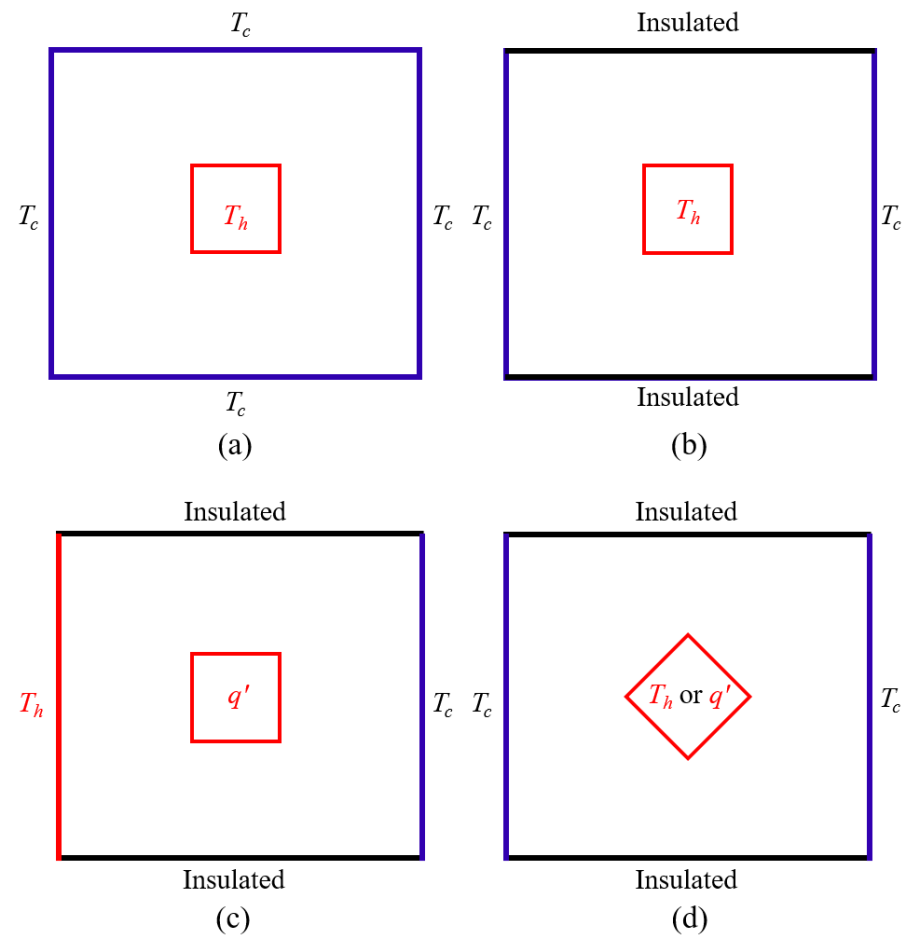 T_c Insulated
T_c T_h T_c T_c T_h T_c
T_c Insulated
(a) (b)
Insulated Insulated
T_h q' T_c T_c T_h or q' T_c
Insulated Insulated
(c) (d)